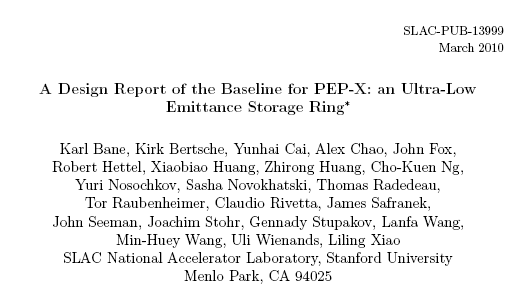 SLAC-PUB-13999
March 2010
A Design Report of the Baseline for PEP-X: an Ultra-Low
Emittance Storage Ring*
Karl Bane, Kirk Bertsche, Yunhai Cai, Alex Chao, John Fox,
Robert Hettel, Xiaobiao Huang, Zhirong Huang, Cho-Kuen Ng,
Yuri Nosochkov, Sasha Novokhatski, Thomas Radedeau,
Tor Raubenheimer, Claudio Rivetta, James Safranek,
John Seeman, Joachim Stohr, Gennady Stupakov, Lanfa Wang,
Min-Huey Wang, Uli Wienands, Liling Xiao
SLAC National Accelerator Laboratory, Stanford University
Menlo Park, CA 94025